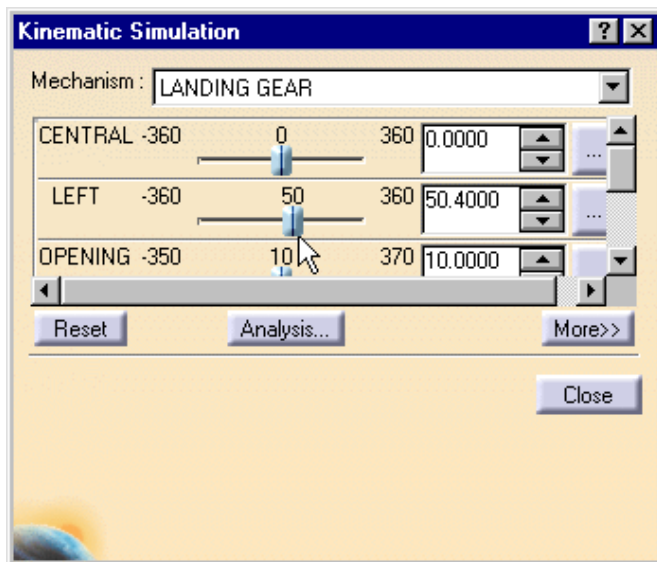 Kinematic Simulation
Mechanism : LANDING GEAR
CENTRAL -360 0 360 0.0000 ...
LEFT -360 50 360 50.4000 ...
OPENING -350 10 370 10.0000
Reset Analysis... More>>
Close